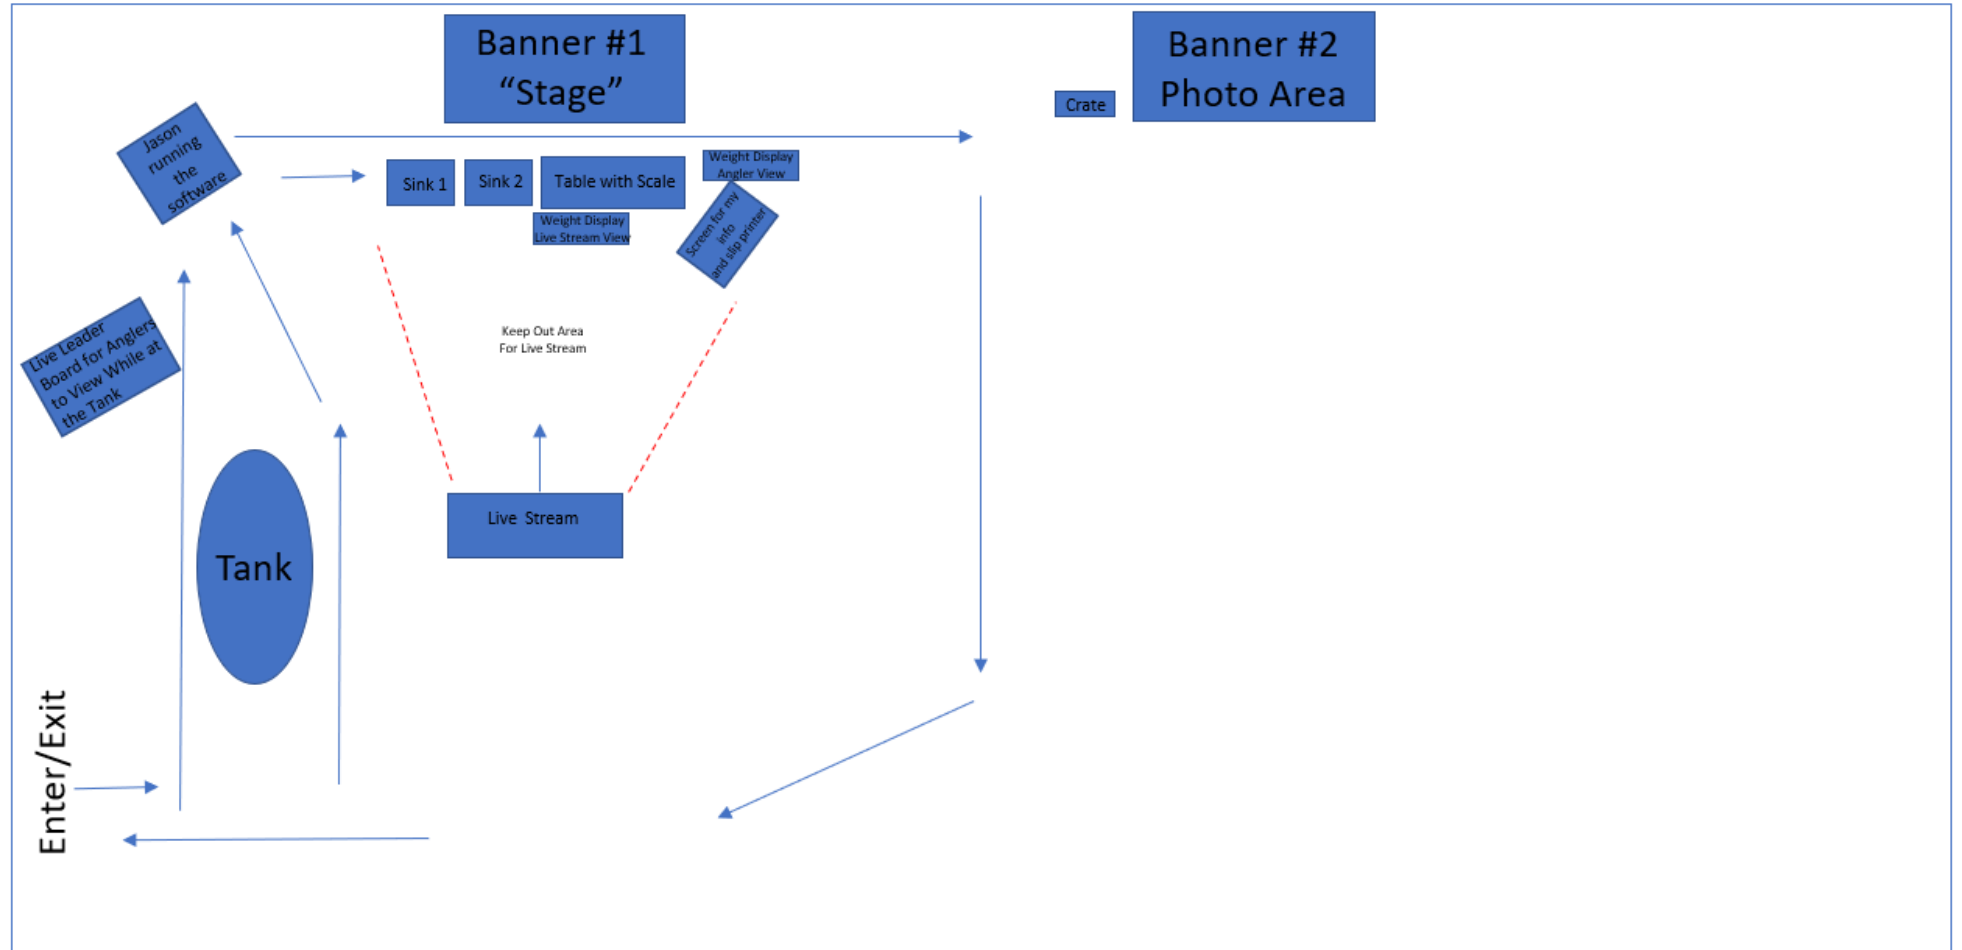 Banner #1
“Stage”
Banner #2
Photo Area
Crate
Jason
running
the
software
Sink 1
Sink 2
Table with Scale
Weight Display
Angler View
Weight Display
Live Stream View
Screen for my
info
and slip printer
Live Leader
Board for Anglers
to View While at
the Tank
Keep Out Area
For Live Stream
Live  Stream
Tank
Enter/Exit